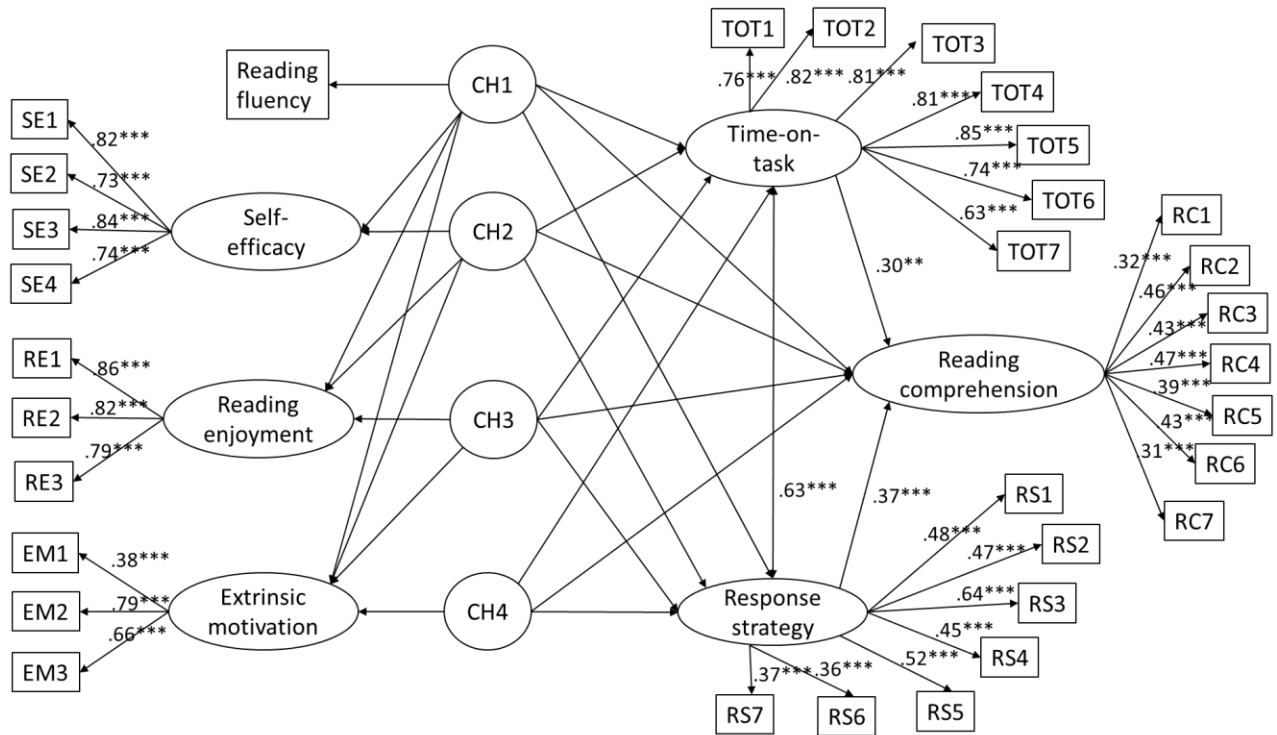 TOT1
TOT2
TOT3
Reading
fluency
CH1
.76***
.82***
.81***
SE1
.81***
TOT4
.82***
Time-on-
task
.85***
TOT5
SE2
.73***
.74***
TOT6
SE3
.84***
Self-
efficacy
CH2
.63***
RC1
SE4
.74***
TOT7
.30**
.32***
RC2
.46***
RC3
.43***
RE1
.86***
Reading
comprehension
.47***
RC4
RE2
.82***
Reading
enjoyment
CH3
.39***
RC5
.43***
RE3
.79***
.31***
RC6
.63***
.37***
RS1
RC7
EM1
.38***
.48***
.47***
RS2
EM2
.79***
Extrinsic
motivation
CH4
Response
strategy
.64***
RS3
.66***
.45***
RS4
EM3
.37***
.36***
.52***
RS7
RS6
RS5